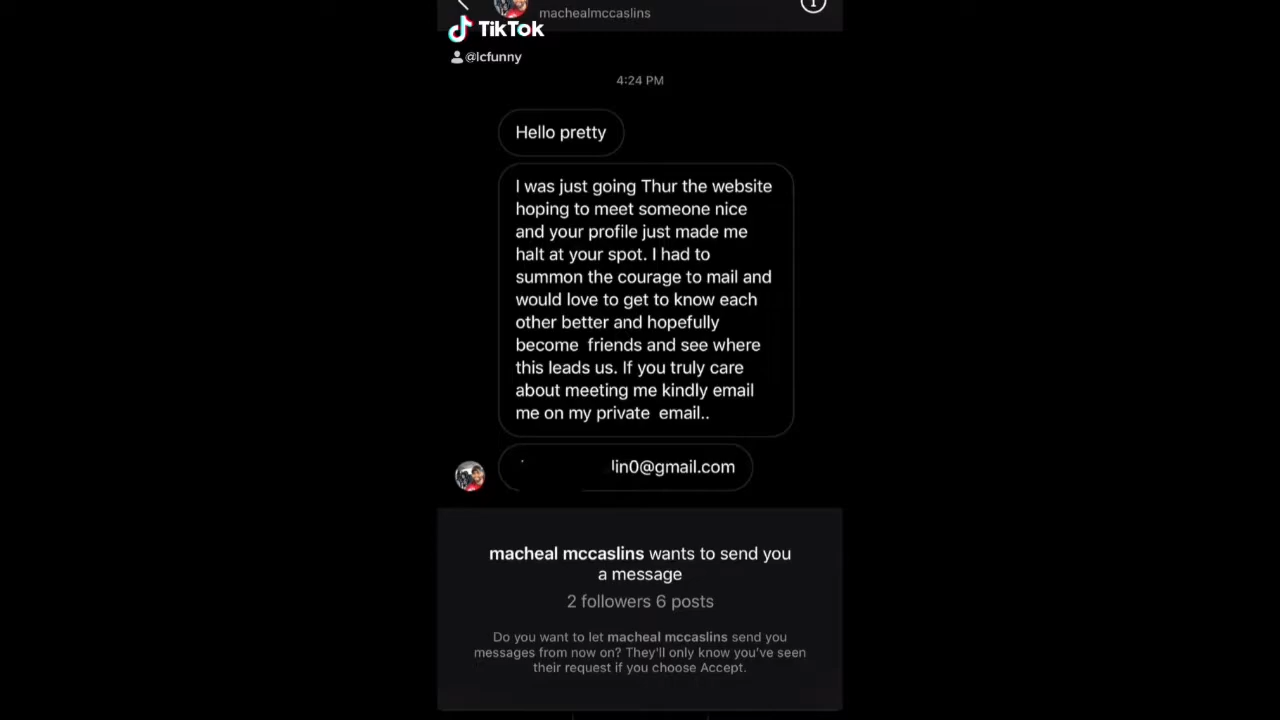 machealmccaslins
TikTok
@lcfunny
4:24 PM
Hello pretty
I was just going Thur the website
hoping to meet someone nice
and your profile just made me
halt at your spot. I had to
summon the courage to mail and
would love to get to know each
other better and hopefully
become  friends and see where
this leads us. If you truly care
about meeting me kindly email
me on my private  email..
lin0@gmail.com
macheal mccaslins wants to send you
a message
2 followers 6 posts
Do you want to let macheal mccaslins send you
messages from now on? They'll only know you've seen
their request if you choose Accept.